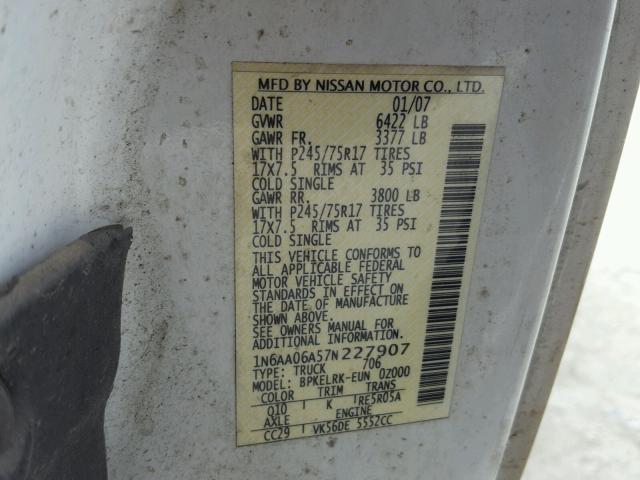 MFD BY NISSAN MOTOR CO., LTD.
DATE 01/07
GVWR 6422 LB
GAWR FR. 3377 LB
WITH P245/75R17 TIRES
17X7.5 RIMS AT 35 PSI
COLD SINGLE
GAWR RR. 3800 LB
WITH P245/75R17 TIRES
17X7.5 RIMS AT 35 PSI
COLD SINGLE
THIS VEHICLE CONFORMS TO
ALL APPLICABLE FEDERAL
MOTOR VEHICLE SAFETY
STANDARDS IN EFFECT ON
THE DATE OF MANUFACTURE
SHOWN ABOVE.
SEE OWNERS MANUAL FOR
ADDITIONAL INFORMATION.
1N6AA06A57N227907
TYPE: TRUCK 706
MODEL: BPKELRK-EUN 0Z000
COLOR TRIM TRANS
Q10 K RE5R05A
AXLE ENGINE
CC29 VK56DE 5552CC